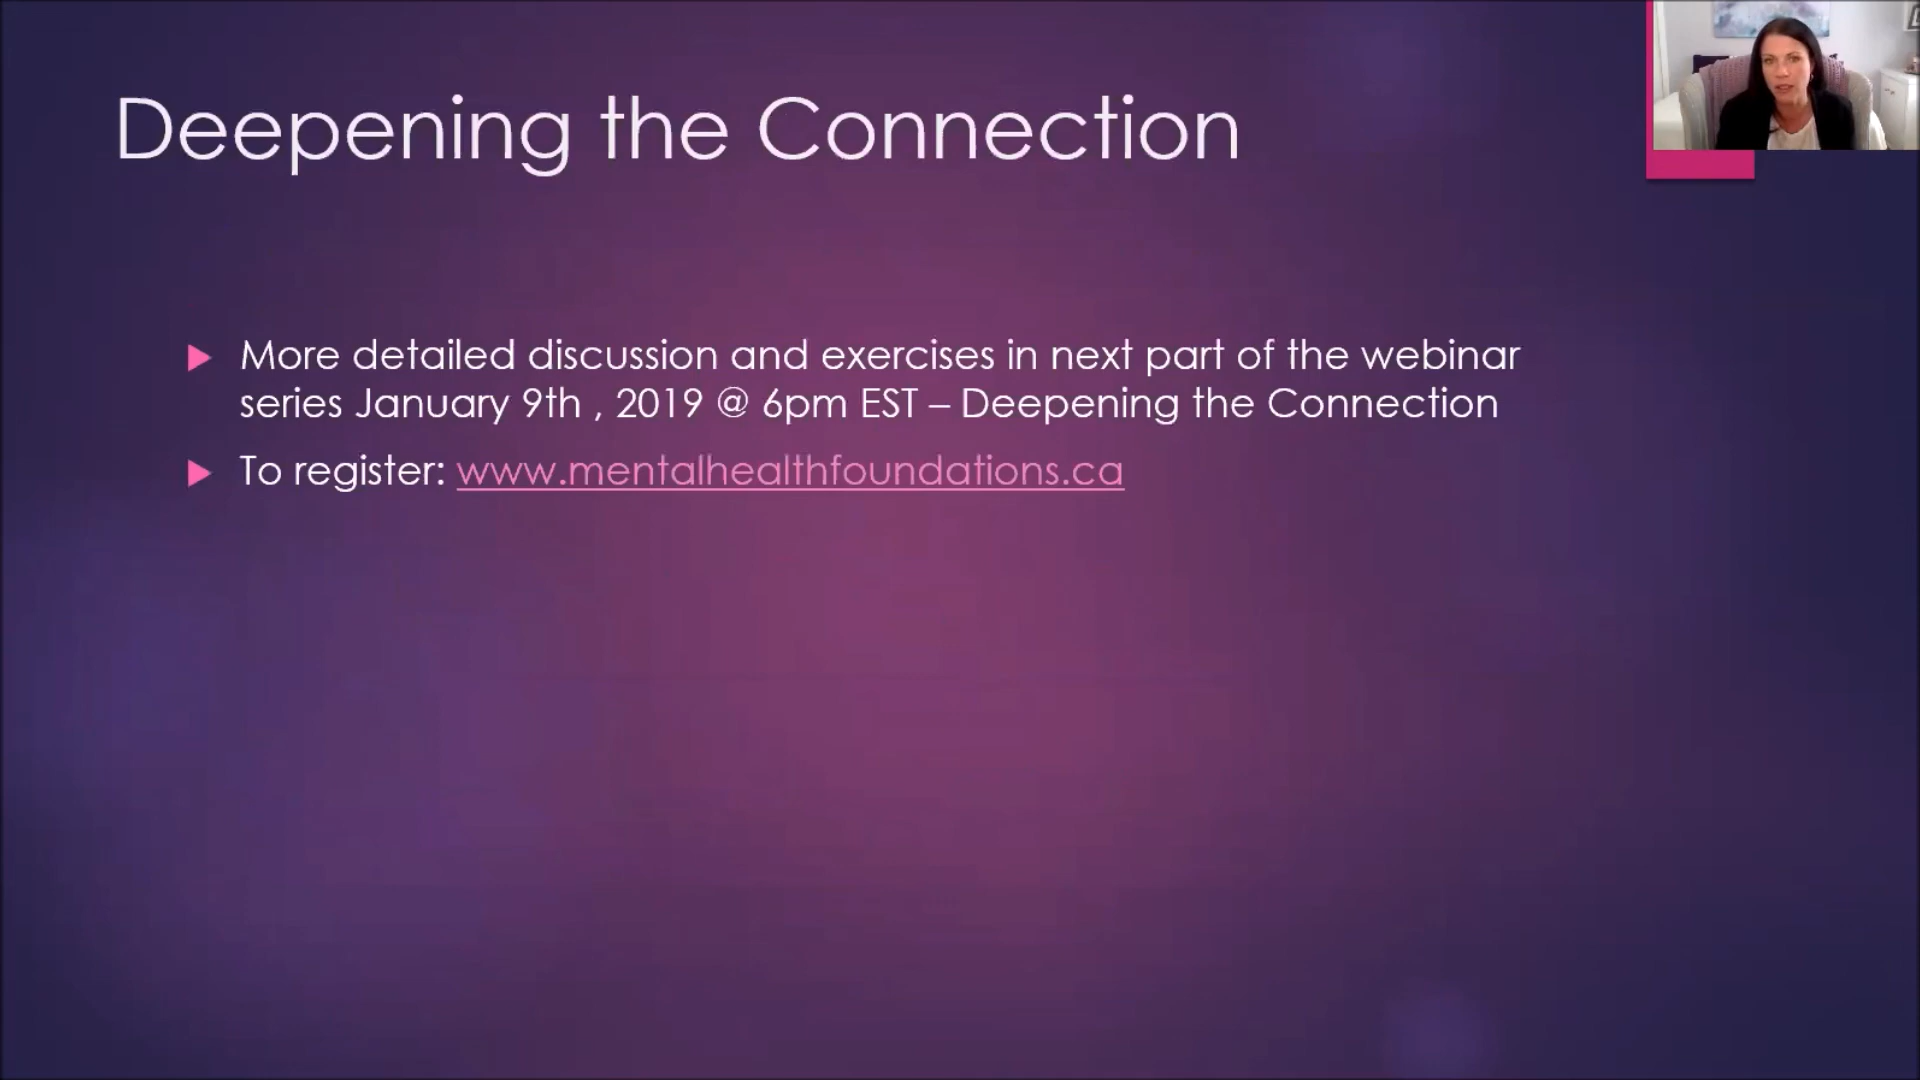 Deepening the Connection
More detailed discussion and exercises in next part of the webinar
series January 9th , 2019 @ 6pm EST – Deepening the Connection
To register: www.mentalhealthfoundations.ca